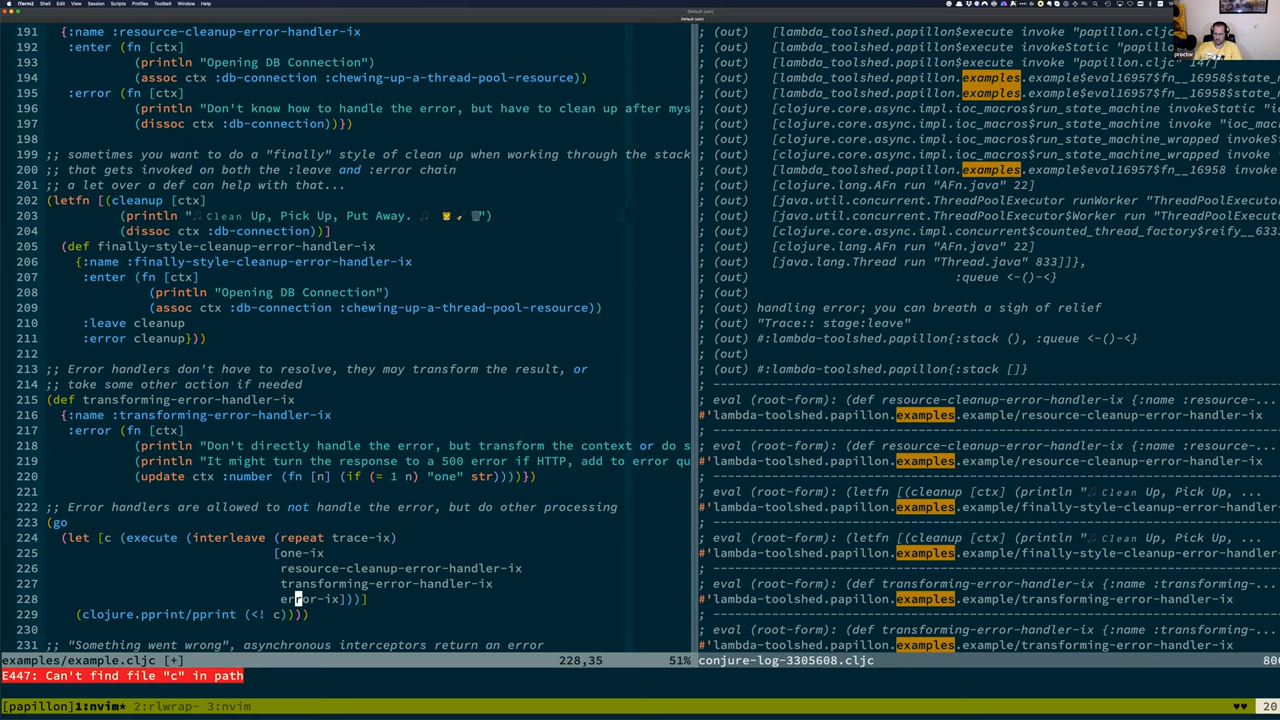 iTerm2 Shell Edit View Session Scripts Profiles Toolbelt Window Help
Default (ssh)
Default (ssh)
proctor
191 {:name :resource-cleanup-error-handler-ix
192 :enter (fn [ctx]
193 (println "Opening DB Connection")
194 (assoc ctx :db-connection :chewing-up-a-thread-pool-resource))
195 :error (fn [ctx]
196 (println "Don't know how to handle the error, but have to clean up after mys
197 (dissoc ctx :db-connection))})
198
199 ;; sometimes you want to do a "finally" style of clean up when working through the stack
200 ;; that gets invoked on both the :leave and :error chain
201 ;; a let over a def can help with that...
202 (letfn [(cleanup [ctx]
203 (println "🎵 Clean Up, Pick Up, Put Away. 🎵 🧹 🗑")
204 (dissoc ctx :db-connection))]
205 (def finally-style-cleanup-error-handler-ix
206 {:name :finally-style-cleanup-error-handler-ix
207 :enter (fn [ctx]
208 (println "Opening DB Connection")
209 (assoc ctx :db-connection :chewing-up-a-thread-pool-resource))
210 :leave cleanup
211 :error cleanup}))
212
213 ;; Error handlers don't have to resolve, they may transform the result, or
214 ;; take some other action if needed
215 (def transforming-error-handler-ix
216 {:name :transforming-error-handler-ix
217 :error (fn [ctx]
218 (println "Don't directly handle the error, but transform the context or do s
219 (println "It might turn the response to a 500 error if HTTP, add to error qu
220 (update ctx :number (fn [n] (if (= 1 n) "one" str))))})
221
222 ;; Error handlers are allowed to not handle the error, but do other processing
223 (go
224 (let [c (execute (interleave (repeat trace-ix)
225 [one-ix
226 resource-cleanup-error-handler-ix
227 transforming-error-handler-ix
228 error-ix]))]
229 (clojure.pprint/pprint (<! c))))
230
231 ;; "Something went wrong", asynchronous interceptors return an error
examples/example.cljc [+] 228,35 51%
E447: Can't find file "c" in path
[papillon]1:nvim* 2:rlwrap- 3:nvim
; (out) [lambda_toolshed.papillon$execute invoke "papillon.cljc
; (out) [lambda_toolshed.papillon$execute invokeStatic "papillo
; (out) [lambda_toolshed.papillon$execute invoke "papillon.cljc" 147]
; (out) [lambda_toolshed.papillon.examples.example$eval16957$fn__16958$state_m
; (out) [lambda_toolshed.papillon.examples.example$eval16957$fn__16958$state_m
; (out) [clojure.core.async.impl.ioc_macros$run_state_machine invokeStatic "io
; (out) [clojure.core.async.impl.ioc_macros$run_state_machine invoke "ioc_macr
; (out) [clojure.core.async.impl.ioc_macros$run_state_machine_wrapped invokeSt
; (out) [clojure.core.async.impl.ioc_macros$run_state_machine_wrapped invoke "
; (out) [lambda_toolshed.papillon.examples.example$eval16957$fn__16958 invoke
; (out) [clojure.lang.AFn run "AFn.java" 22]
; (out) [java.util.concurrent.ThreadPoolExecutor runWorker "ThreadPoolExecutor
; (out) [java.util.concurrent.ThreadPoolExecutor$Worker run "ThreadPoolExecuto
; (out) [clojure.core.async.impl.concurrent$counted_thread_factory$reify__6333
; (out) [clojure.lang.AFn run "AFn.java" 22]
; (out) [java.lang.Thread run "Thread.java" 833]]},
; (out) :queue <-()-<}
; (out)
; (out) handling error; you can breath a sigh of relief
; (out) "Trace:: stage:leave"
; (out) #:lambda-toolshed.papillon{:stack (), :queue <-()-<}
; (out)
; (out) #:lambda-toolshed.papillon{:stack []}
; --------------------------------------------------------------------------------
; eval (root-form): (def resource-cleanup-error-handler-ix {:name :resource-...
#'lambda-toolshed.papillon.examples.example/resource-cleanup-error-handler-ix
; --------------------------------------------------------------------------------
; eval (root-form): (def resource-cleanup-error-handler-ix {:name :resource-...
#'lambda-toolshed.papillon.examples.example/resource-cleanup-error-handler-ix
; --------------------------------------------------------------------------------
; eval (root-form): (letfn [(cleanup [ctx] (println "🎵 Clean Up, Pick Up, ...
#'lambda-toolshed.papillon.examples.example/finally-style-cleanup-error-handler-
; --------------------------------------------------------------------------------
; eval (root-form): (letfn [(cleanup [ctx] (println "🎵 Clean Up, Pick Up, ...
#'lambda-toolshed.papillon.examples.example/finally-style-cleanup-error-handler-
; --------------------------------------------------------------------------------
; eval (root-form): (def transforming-error-handler-ix {:name :transforming-...
#'lambda-toolshed.papillon.examples.example/transforming-error-handler-ix
; --------------------------------------------------------------------------------
; eval (root-form): (def transforming-error-handler-ix {:name :transforming-...
#'lambda-toolshed.papillon.examples.example/transforming-error-handler-ix
conjure-log-3305608.cljc 800
♥♥ 20